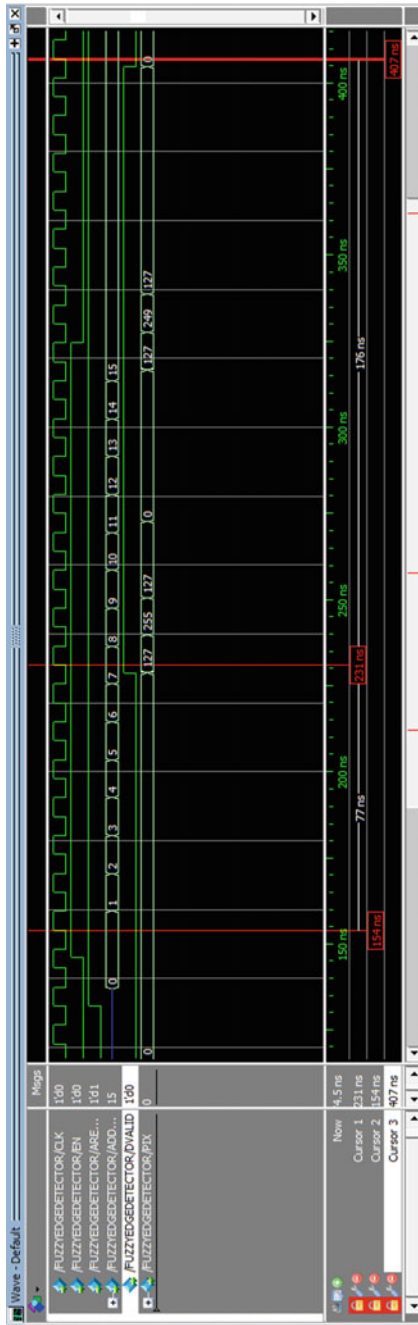 Wave - Default
Msgs
/FUZZYEDGEDETECTOR/CLK 1'd0
/FUZZYEDGEDETECTOR/EN 1'd0
/FUZZYEDGEDETECTOR/ARE... 1'd1
/FUZZYEDGEDETECTOR/ADD... 15 0 1 2 3 4 5 6 7 8 9 10 11 12 13 14 15
/FUZZYEDGEDETECTOR/DVALID 1'd0
/FUZZYEDGEDETECTOR/PIX 0 0 127 255 127 0 127 249 127 0
Now 4.5 ns 150 ns 200 ns 250 ns 300 ns 350 ns 400 ns
Cursor 1 231 ns 231 ns 176 ns
Cursor 2 154 ns 154 ns 77 ns
Cursor 3 407 ns 407 ns